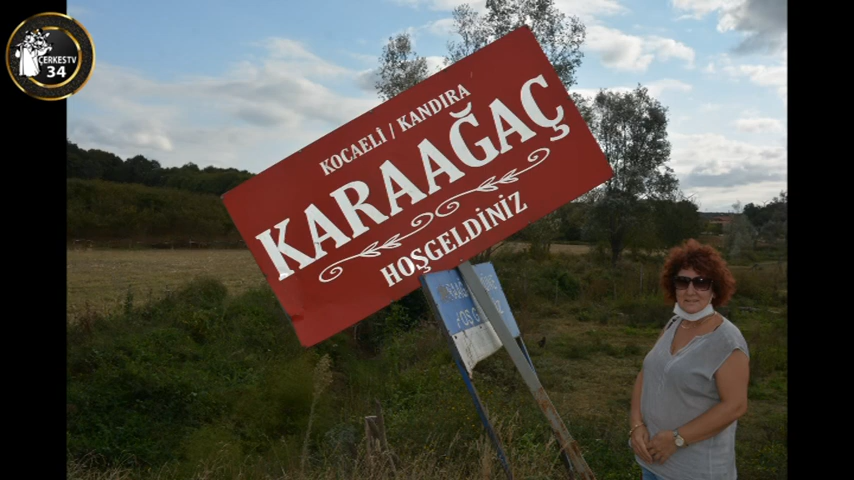 ÇERKESTV
34
KOCAELİ / KANDIRA
KARAAĞAÇ
HOŞGELDİNİZ